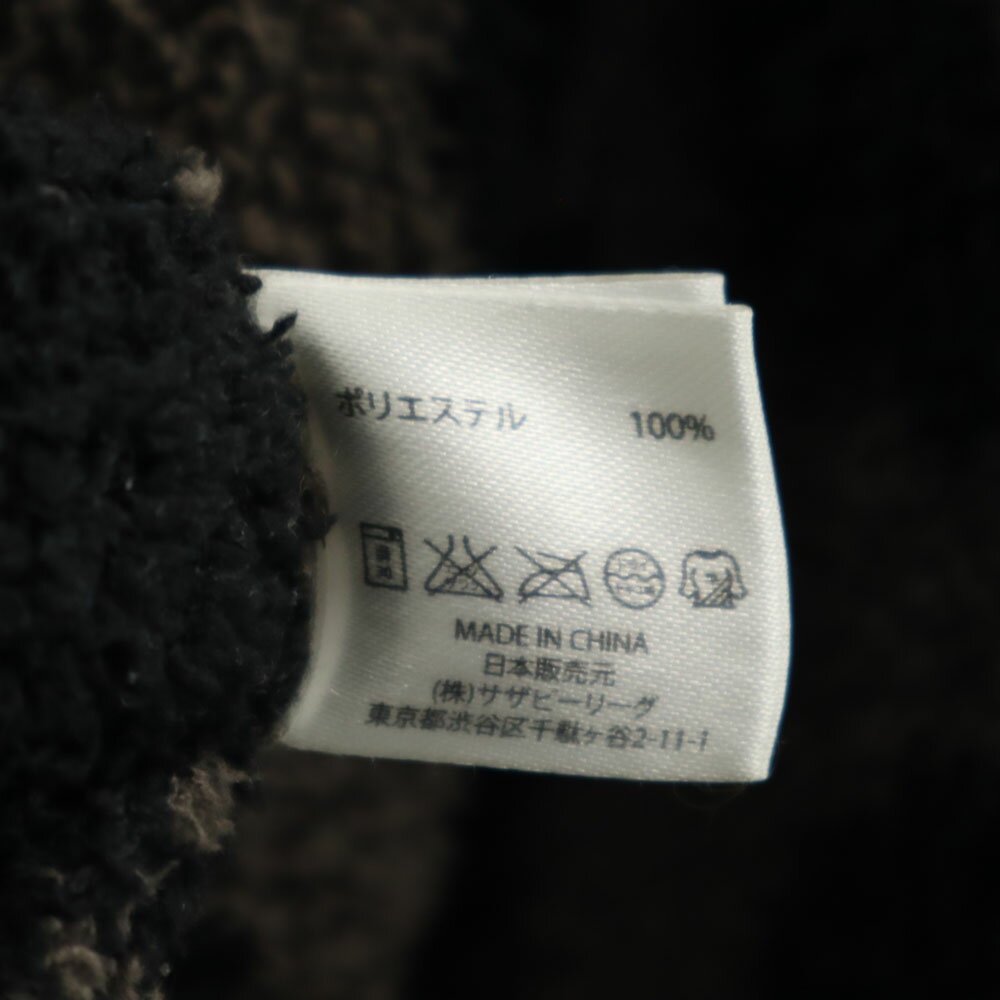 ポリエステル 100%
MADE IN CHINA
日本販売元
(株)サザビーリーグ
東京都渋谷区千駄ヶ谷2-11-1